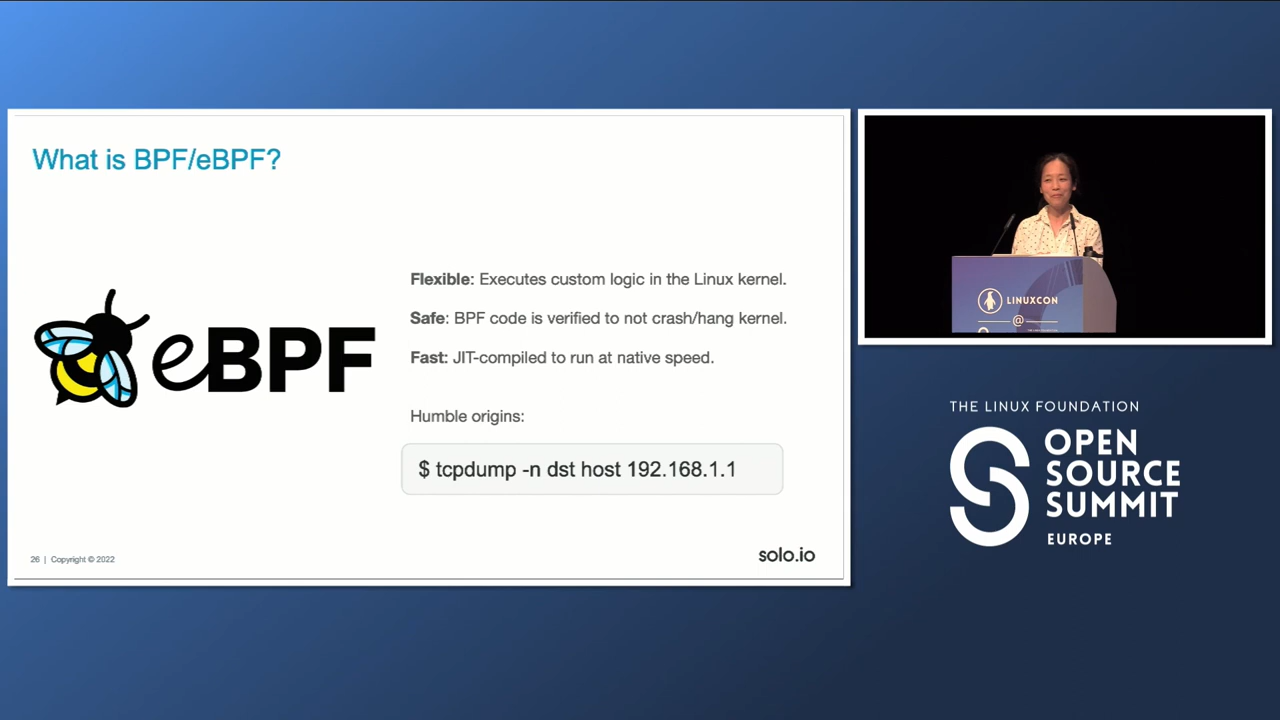 What is BPF/eBPF?
eBPF
Flexible: Executes custom logic in the Linux kernel.
Safe: BPF code is verified to not crash/hang kernel.
Fast: JIT-compiled to run at native speed.
Humble origins:
$ tcpdump -n dst host 192.168.1.1
26 | Copyright © 2022
solo.io
LINUXCON
@
THE LINUX FOUNDATION
OPEN
SOURCE
SUMMIT
EUROPE